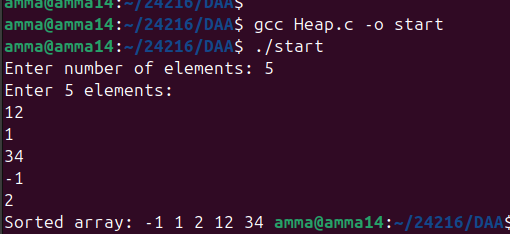 amma@amma14:~/24216/DAA$
amma@amma14:~/24216/DAA$ gcc Heap.c -o start
amma@amma14:~/24216/DAA$ ./start
Enter number of elements: 5
Enter 5 elements:
12
1
34
-1
2
Sorted array: -1 1 2 12 34 amma@amma14:~/24216/DAA$